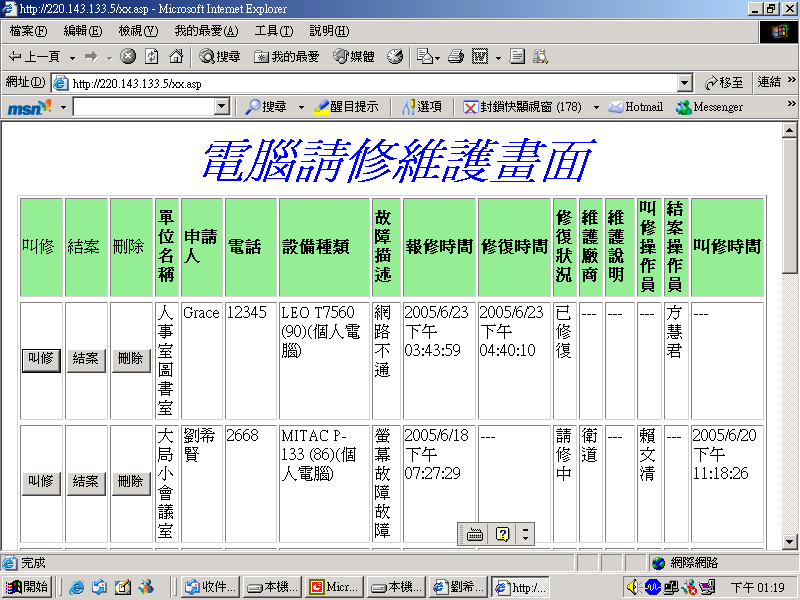 http://220.143.133.5/xx.asp - Microsoft Internet Explorer
檔案(F) 編輯(E) 檢視(V) 我的最愛(A) 工具(T) 說明(H)
上一頁 搜尋 我的最愛 媒體
網址(D) http://220.143.133.5/xx.asp 移至 連結 »
msn 搜尋 醒目提示 選項 封鎖快顯視窗 (178) Hotmail Messenger »
電腦請修維護畫面
叫修 結案 刪除 單位名稱 申請人 電話 設備種類 故障描述 報修時間 修復時間 修復狀況 維護廠商 維護說明 叫修操作員 結案操作員 叫修時間
叫修 結案 刪除 人事室圖書室 Grace 12345 LEO T7560 (90)(個人電腦) 網路不通 2005/6/23 下午 03:43:59 2005/6/23 下午 04:40:10 已修復 --- --- --- 方慧君 ---
叫修 結案 刪除 大局小會議室 劉希賢 2668 MITAC P-133 (86)(個人電腦) 螢幕故障故障 2005/6/18 下午 07:27:29 --- 請修中 衛道 --- 賴文清 --- 2005/6/20 下午 11:18:26
完成 網際網路
開始 收件... 本機... Micr... 本機... 劉希... http:/... 下午 01:19